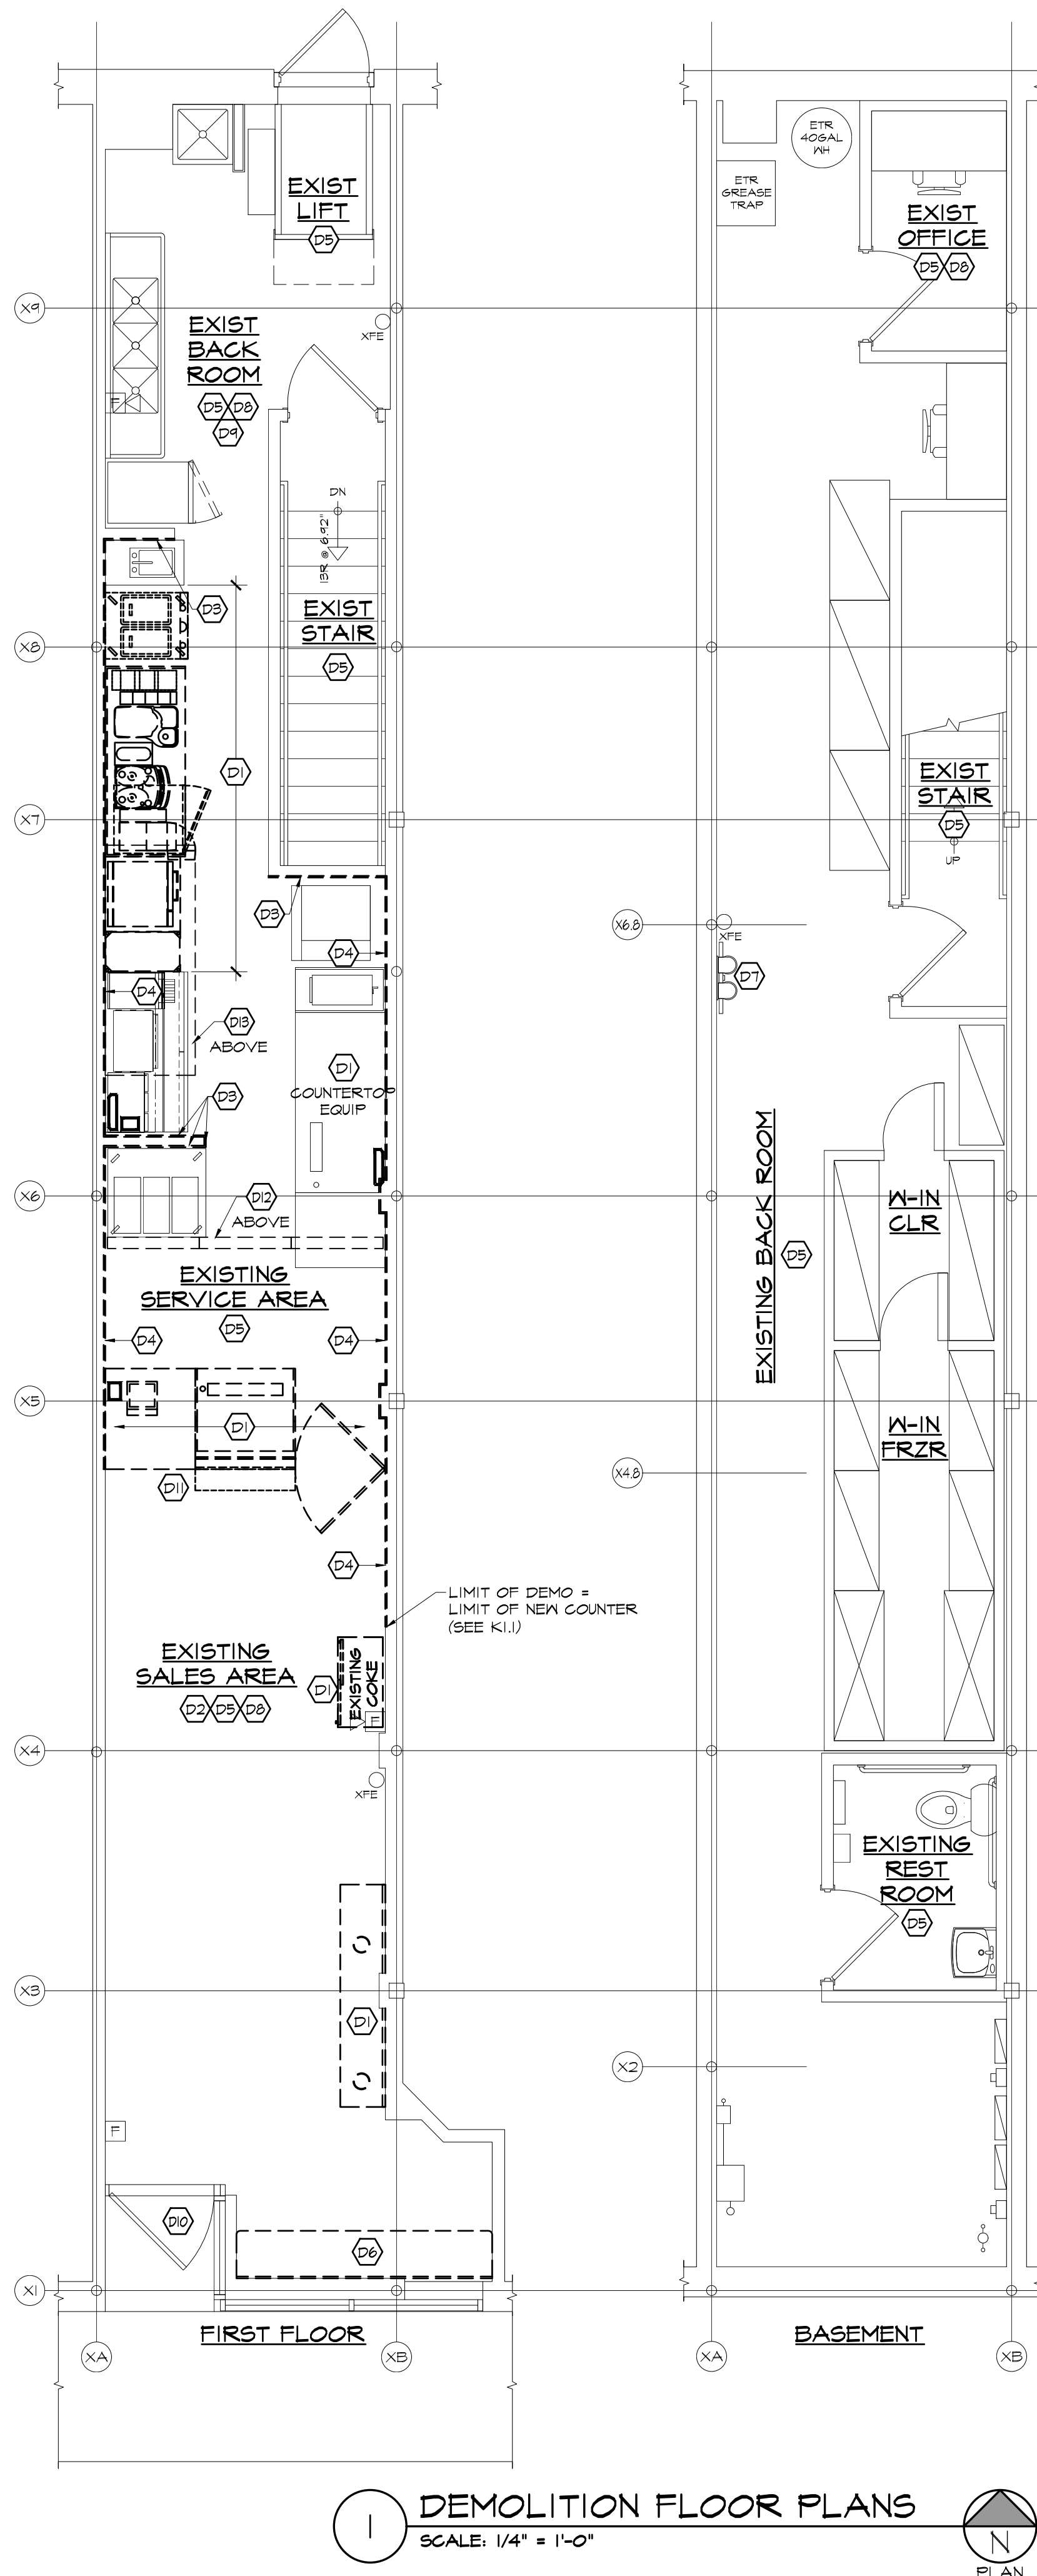 EXIST
LIFT
D5
X9
XFE
EXIST
BACK
ROOM
D5 D8
D9
F
DN
13R @ 6.92"
D3
EXIST
STAIR
D5
X8
D1
X7
D3
D4
D4
D13
ABOVE
D1
COUNTERTOP
EQUIP
D3
X6
D12
ABOVE
EXISTING
SERVICE AREA
D5
D4
D4
X5
D1
D11
D4
LIMIT OF DEMO =
LIMIT OF NEW COUNTER
(SEE K1.1)
EXISTING
SALES AREA
D2 D5 D8
D1
EXISTING
COKE
F
X4
XFE
X3
D1
F
D10
D6
X1
FIRST FLOOR
XA
XB
ETR
40GAL
WH
ETR
GREASE
TRAP
EXIST
OFFICE
D5 D8
EXIST
STAIR
D5
UP
X6.8
XFE
D7
EXISTING BACK ROOM
D5
W-IN
CLR
W-IN
FRZR
X4.8
EXISTING
REST
ROOM
D5
X2
BASEMENT
XA
XB
1
DEMOLITION FLOOR PLANS
SCALE: 1/4" = 1'-0"
N
PLAN